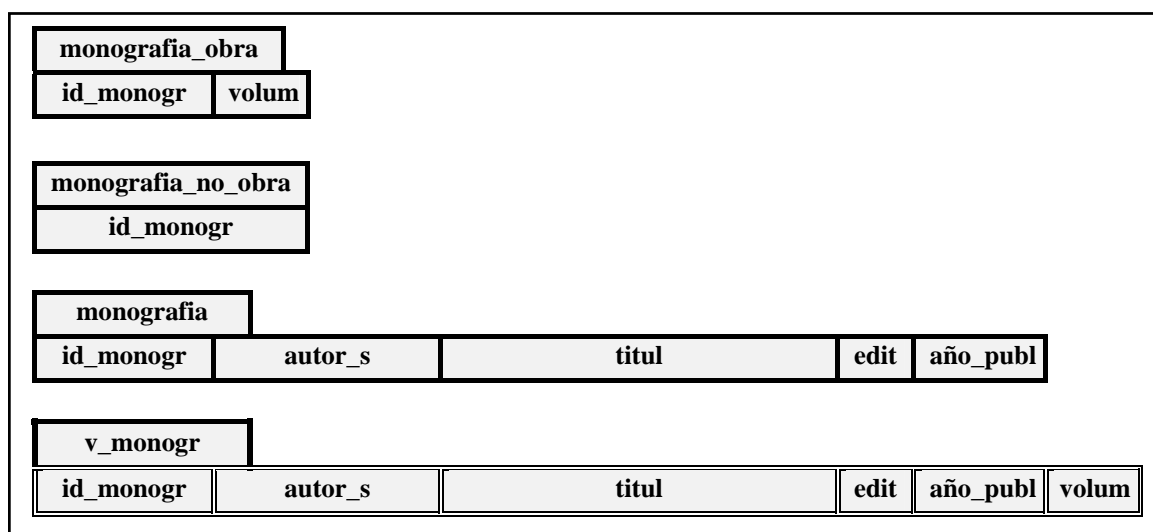 monografia_obra
id_monogr volum
monografia_no_obra
id_monogr
monografia
id_monogr autor_s titul edit año_publ
v_monogr
id_monogr autor_s titul edit año_publ volum